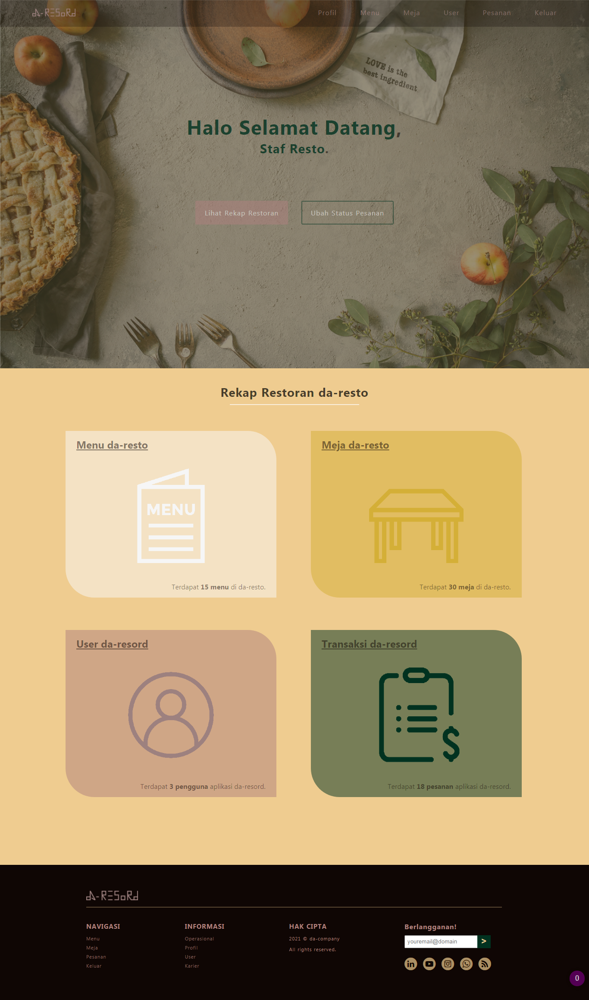 da-RESoRd
Profil Menu Meja User Pesanan Keluar
LOVE is the
best ingredient
Halo Selamat Datang,
Staf Resto.
Lihat Rekap Restoran
Ubah Status Pesanan
Rekap Restoran da-resto
Menu da-resto
MENU
Terdapat 15 menu di da-resto.
Meja da-resto
Terdapat 30 meja di da-resto.
User da-resord
Terdapat 3 pengguna aplikasi da-resord.
Transaksi da-resord
$
Terdapat 18 pesanan aplikasi da-resord.
da-RESoRd
NAVIGASI
Menu
Meja
Pesanan
Keluar
INFORMASI
Operasional
Profil
User
Karier
HAK CIPTA
2021 © da-company
All rights reserved.
Berlangganan!
youremail@domain >
in
0